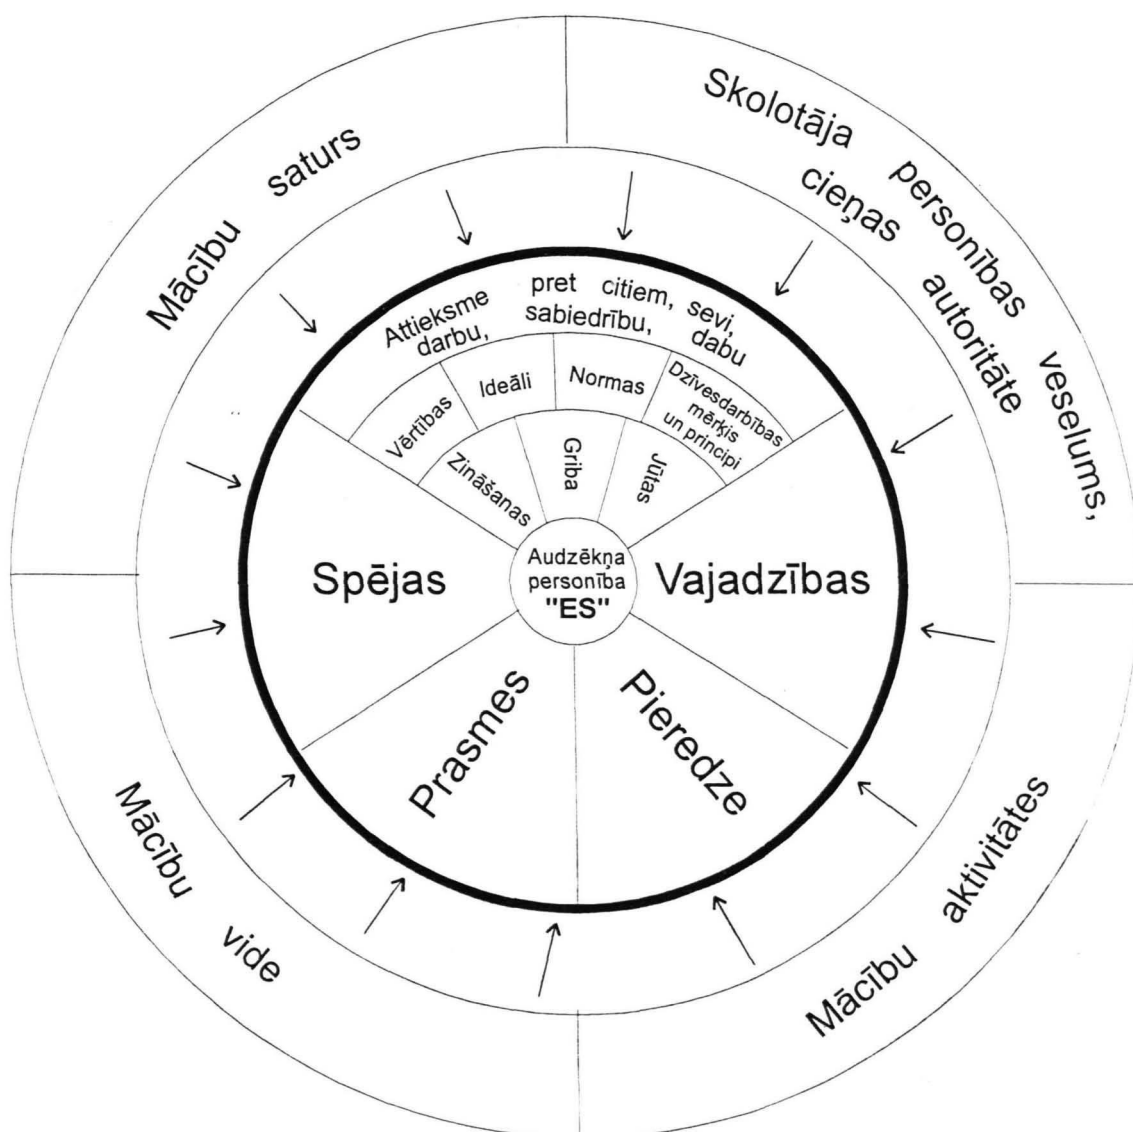 Mācību saturs
Skolotāja personības veselums,
cieņas autoritāte
Attieksme pret citiem, sevi,
darbu, sabiedrību, dabu
Vērtības
Ideāli
Normas
Dzīvesdarbības
mērķis
un principi
Zināšanas
Griba
Jūtas
Spējas
Audzēkņa
personība
"ES"
Vajadzības
Prasmes
Pieredze
Mācību vide
Mācību aktivitātes